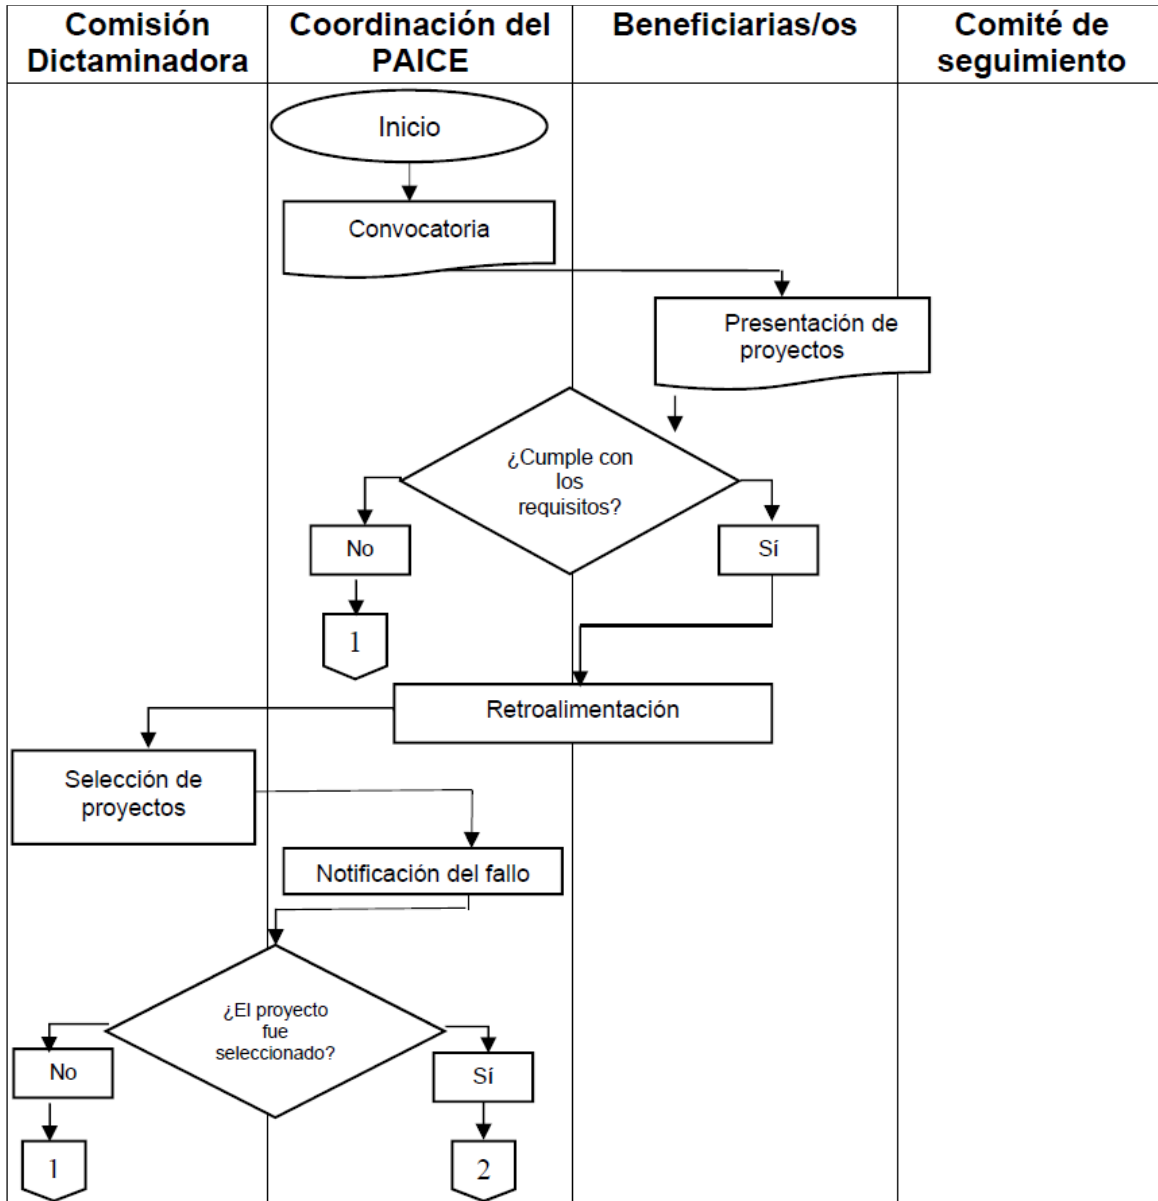 Comisión
Dictaminadora
Coordinación del
PAICE
Beneficiarias/os
Comité de
seguimiento
Inicio
Convocatoria
Presentación de
proyectos
¿Cumple con
los
requisitos?
No
Sí
1
Retroalimentación
Selección de
proyectos
Notificación del fallo
¿El proyecto
fue
seleccionado?
No
Sí
1
2